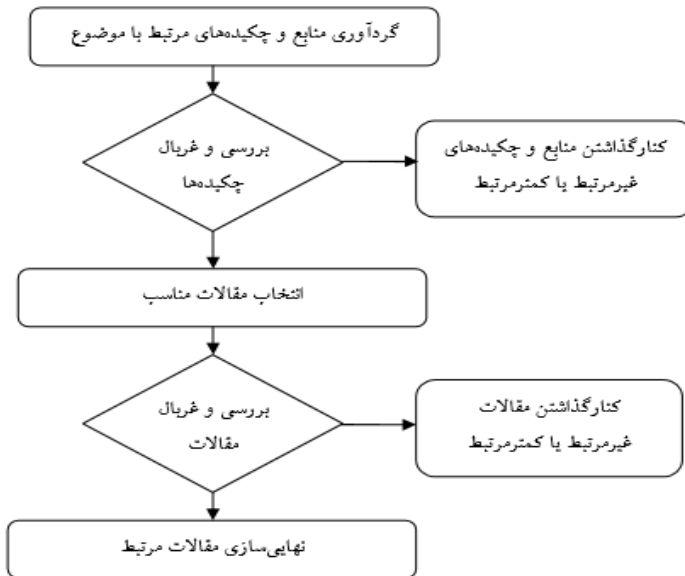 گردآوری منابع و چکیده‌های مرتبط با موضوع
بررسی و غربال
چکیده‌ها
کنارگذاشتن منابع و چکیده‌های
غیرمرتبط یا کمترمرتبط
انتخاب مقالات مناسب
بررسی و غربال
مقالات
کنارگذاشتن مقالات
غیرمرتبط یا کمترمرتبط
نهایی‌سازی مقالات مرتبط